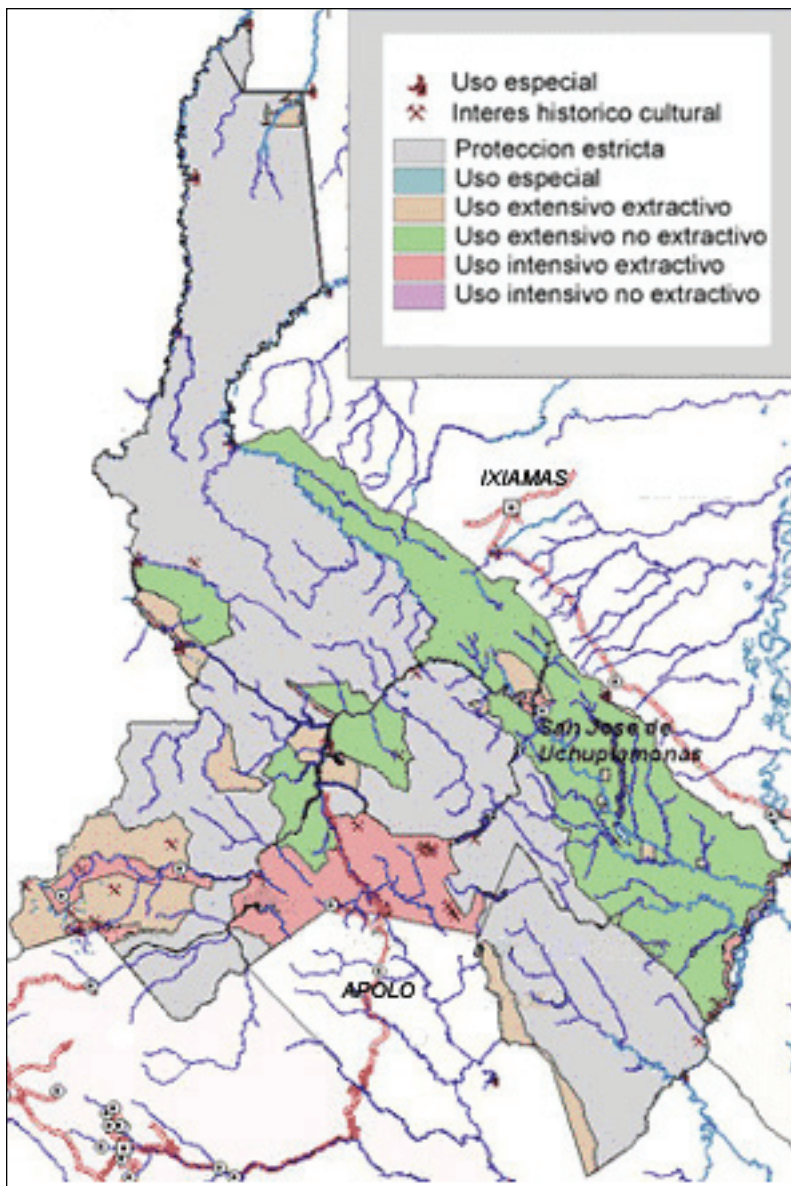 Uso especial
Interes historico cultural
Proteccion estricta
Uso especial
Uso extensivo extractivo
Uso extensivo no extractivo
Uso intensivo extractivo
Uso intensivo no extractivo
IXIAMAS
San Jose de
Uchupiamonas
APOLO